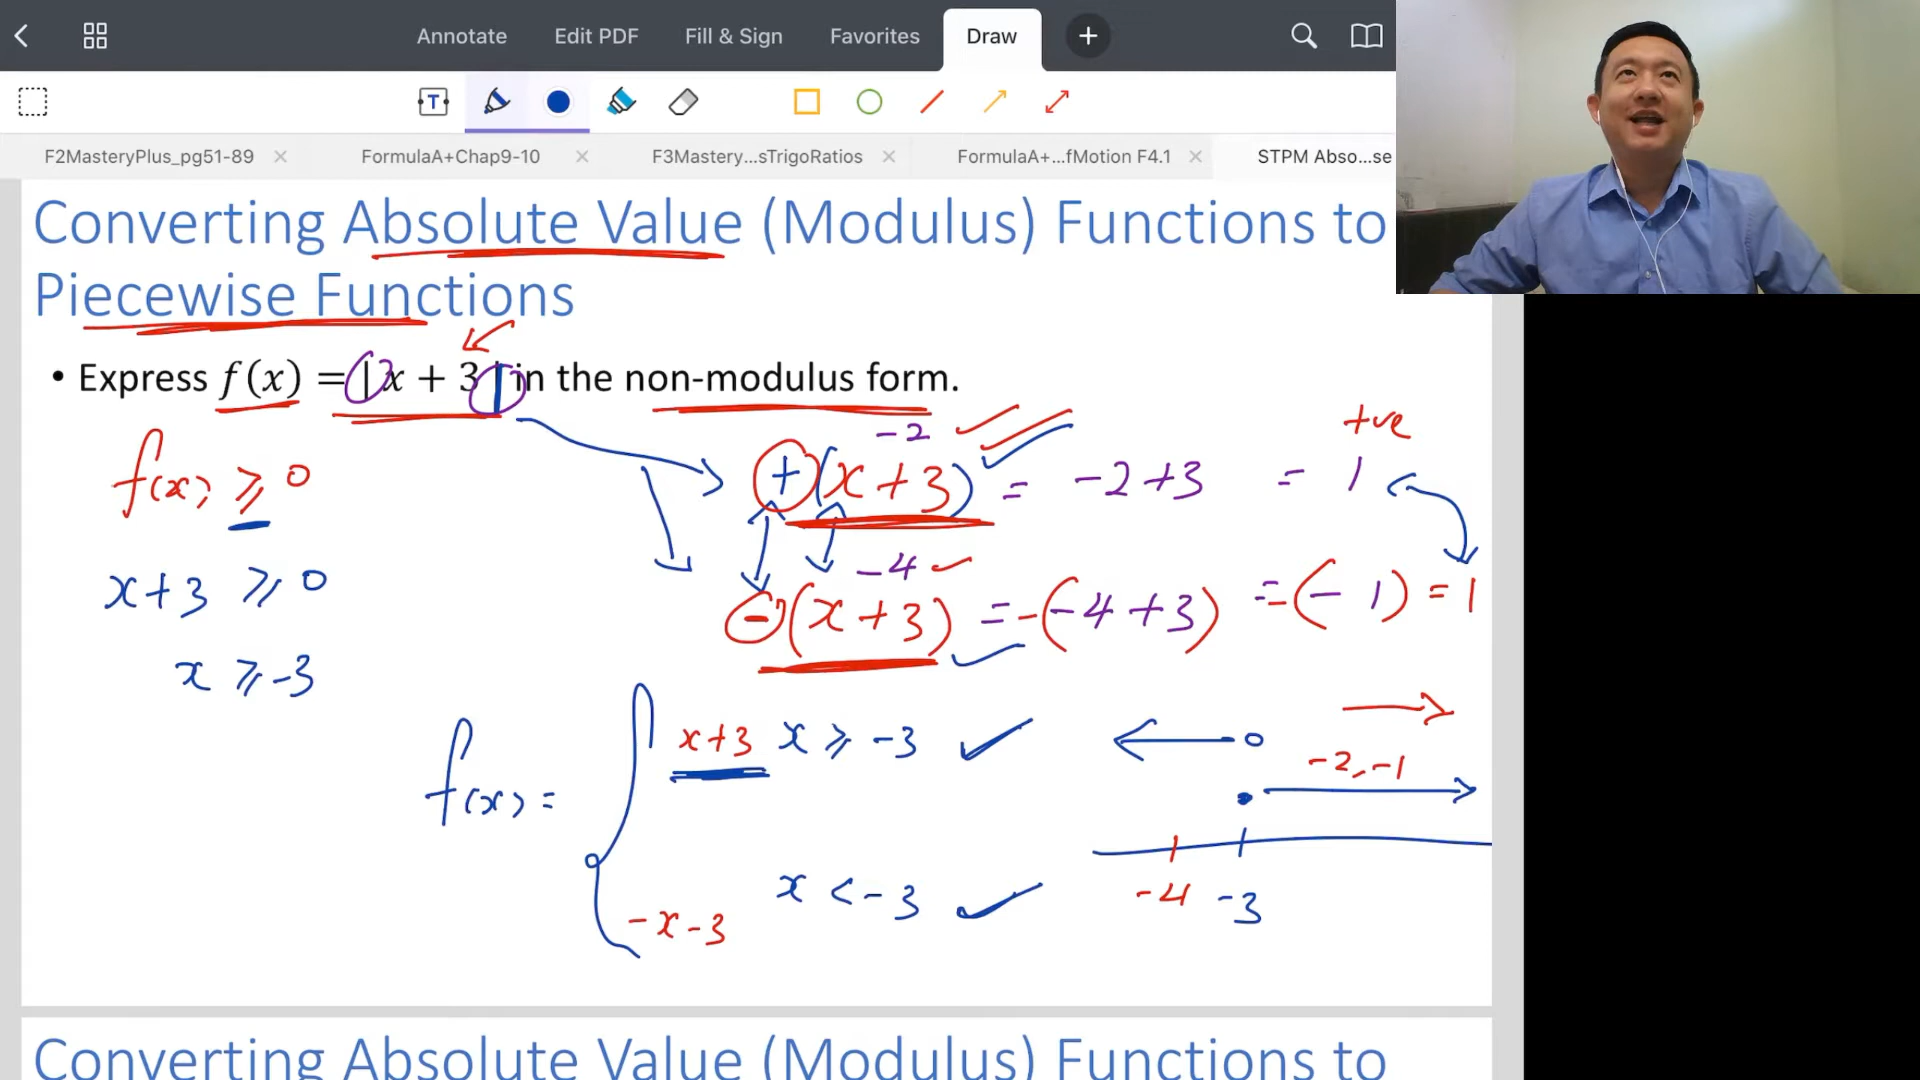 Annotate Edit PDF Fill & Sign Favorites Draw
F2MasteryPlus_pg51-89 FormulaA+Chap9-10 F3Mastery...sTrigoRatios FormulaA+...fMotion F4.1 STPM Abso...se
Converting Absolute Value (Modulus) Functions to
Piecewise Functions
• Express f(x) = |x + 3| in the non-modulus form.
+ve
-2
f(x) ⩾ 0
+(x+3) = -2+3 = 1
-4
x+3 ⩾ 0
-(x+3) = -(-4+3) = -(-1) = 1
x ⩾ -3
x+3 x ⩾ -3
-2, -1
f(x) =
-4 -3
x < -3
-x-3
Converting Absolute Value (Modulus) Functions to